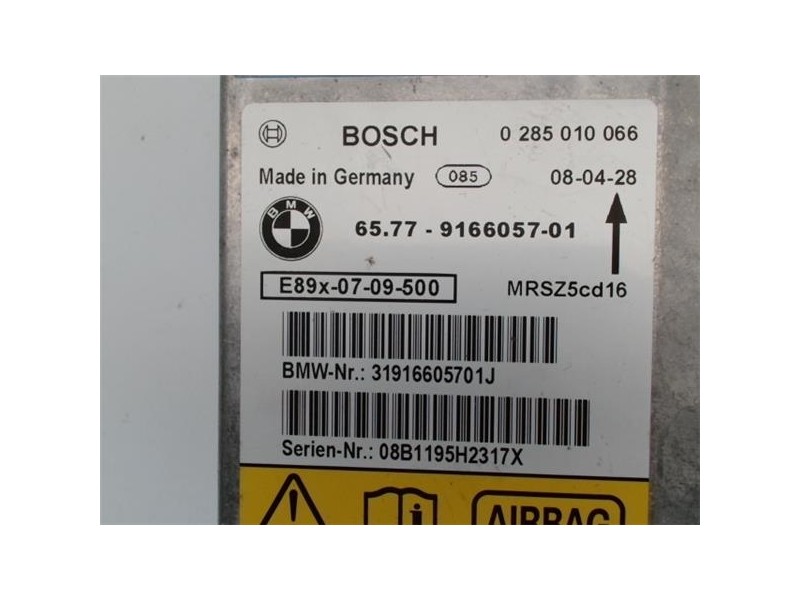 BOSCH 0 285 010 066
Made in Germany 085 08-04-28
BMW 65.77 - 9166057-01
E89x-07-09-500 MRSZ5cd16
BMW-Nr.: 31916605701J
Serien-Nr.: 08B1195H2317X
i AIRBAG